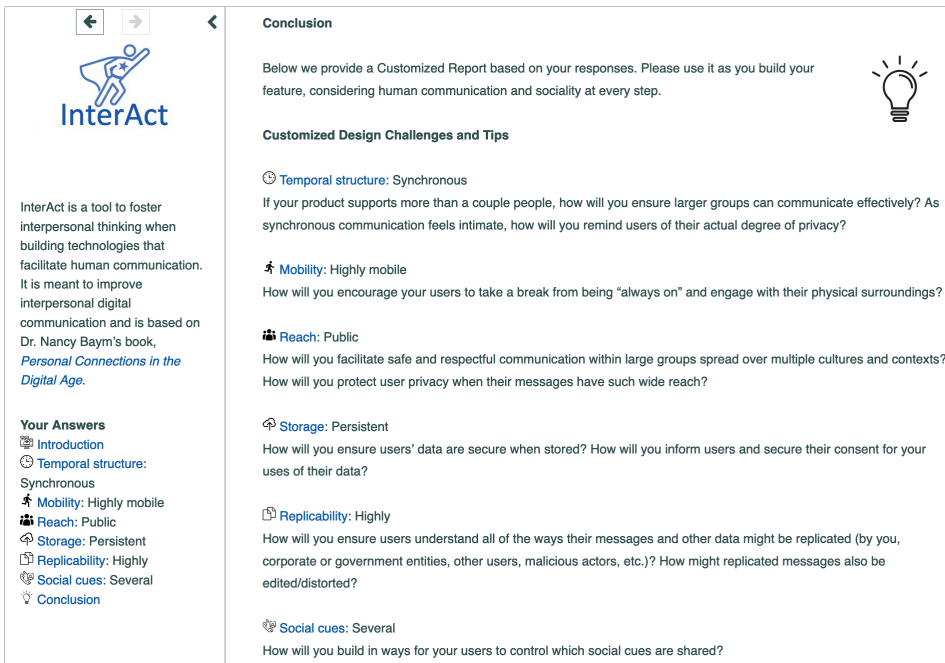 InterAct
InterAct is a tool to foster
interpersonal thinking when
building technologies that
facilitate human communication.
It is meant to improve
interpersonal digital
communication and is based on
Dr. Nancy Baym's book,
Personal Connections in the
Digital Age.
Your Answers
Introduction
Temporal structure:
Synchronous
Mobility: Highly mobile
Reach: Public
Storage: Persistent
Replicability: Highly
Social cues: Several
Conclusion
Conclusion
Below we provide a Customized Report based on your responses. Please use it as you build your
feature, considering human communication and sociality at every step.
Customized Design Challenges and Tips
Temporal structure: Synchronous
If your product supports more than a couple people, how will you ensure larger groups can communicate effectively? As
synchronous communication feels intimate, how will you remind users of their actual degree of privacy?
Mobility: Highly mobile
How will you encourage your users to take a break from being “always on” and engage with their physical surroundings?
Reach: Public
How will you facilitate safe and respectful communication within large groups spread over multiple cultures and contexts?
How will you protect user privacy when their messages have such wide reach?
Storage: Persistent
How will you ensure users’ data are secure when stored? How will you inform users and secure their consent for your
uses of their data?
Replicability: Highly
How will you ensure users understand all of the ways their messages and other data might be replicated (by you,
corporate or government entities, other users, malicious actors, etc.)? How might replicated messages also be
edited/distorted?
Social cues: Several
How will you build in ways for your users to control which social cues are shared?